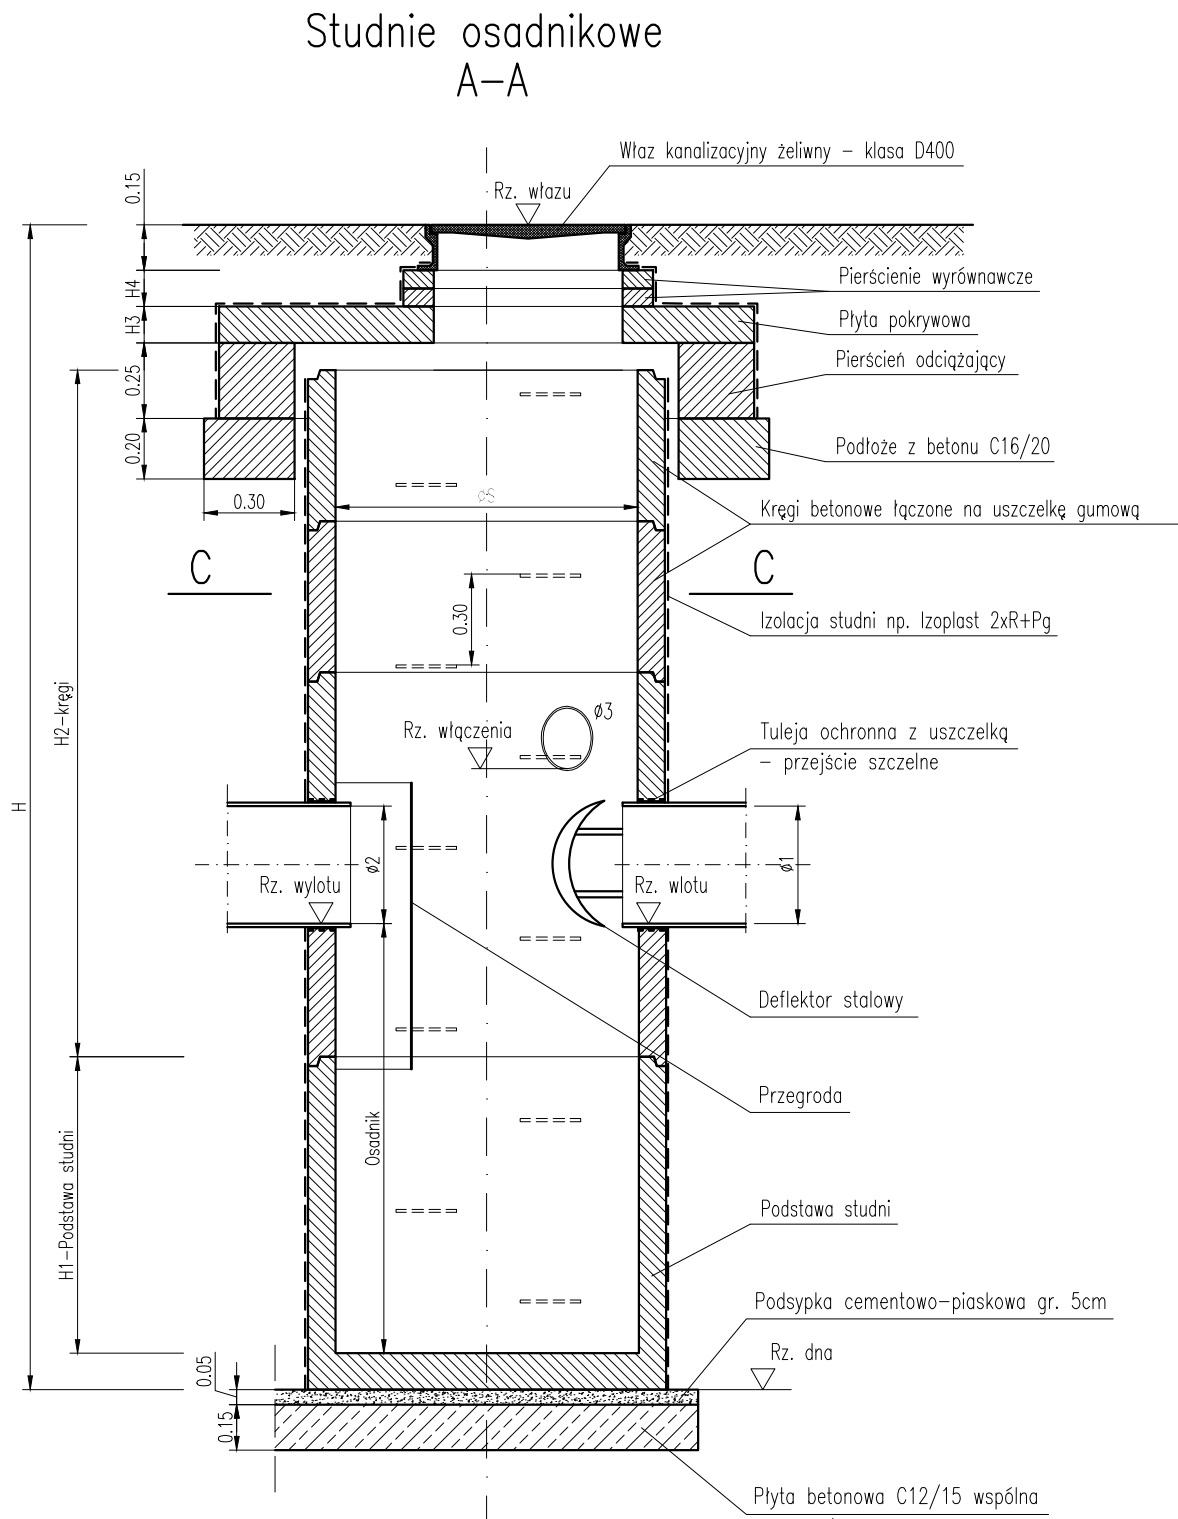 Studnie osadnikowe
A-A
Właz kanalizacyjny żeliwny – klasa D400
Rz. włazu
0.15
Pierścienie wyrównawcze
H4
Płyta pokrywowa
H3
Pierścień odciążający
0.25
Podłoże z betonu C16/20
0.20
0.30
øS
Kręgi betonowe łączone na uszczelkę gumową
C
C
0.30
Izolacja studni np. Izoplast 2xR+Pg
H2-kręgi
ø3
Rz. włączenia
Tuleja ochronna z uszczelką
– przejście szczelne
H
ø2
ø1
Rz. wylotu
Rz. wlotu
Deflektor stalowy
Przegroda
Osadnik
H1-Podstawa studni
Podstawa studni
Podsypka cementowo-piaskowa gr. 5cm
Rz. dna
0.05
0.15
Płyta betonowa C12/15 wspólna